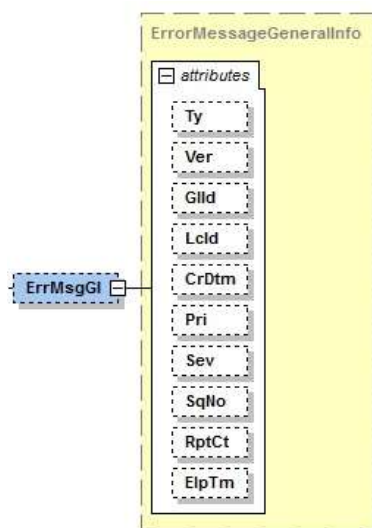 ErrorMessageGeneralInfo
attributes
Ty
Ver
GlId
LcId
CrDtm
Pri
Sev
SqNo
RptCt
ElpTm
ErrMsgGI